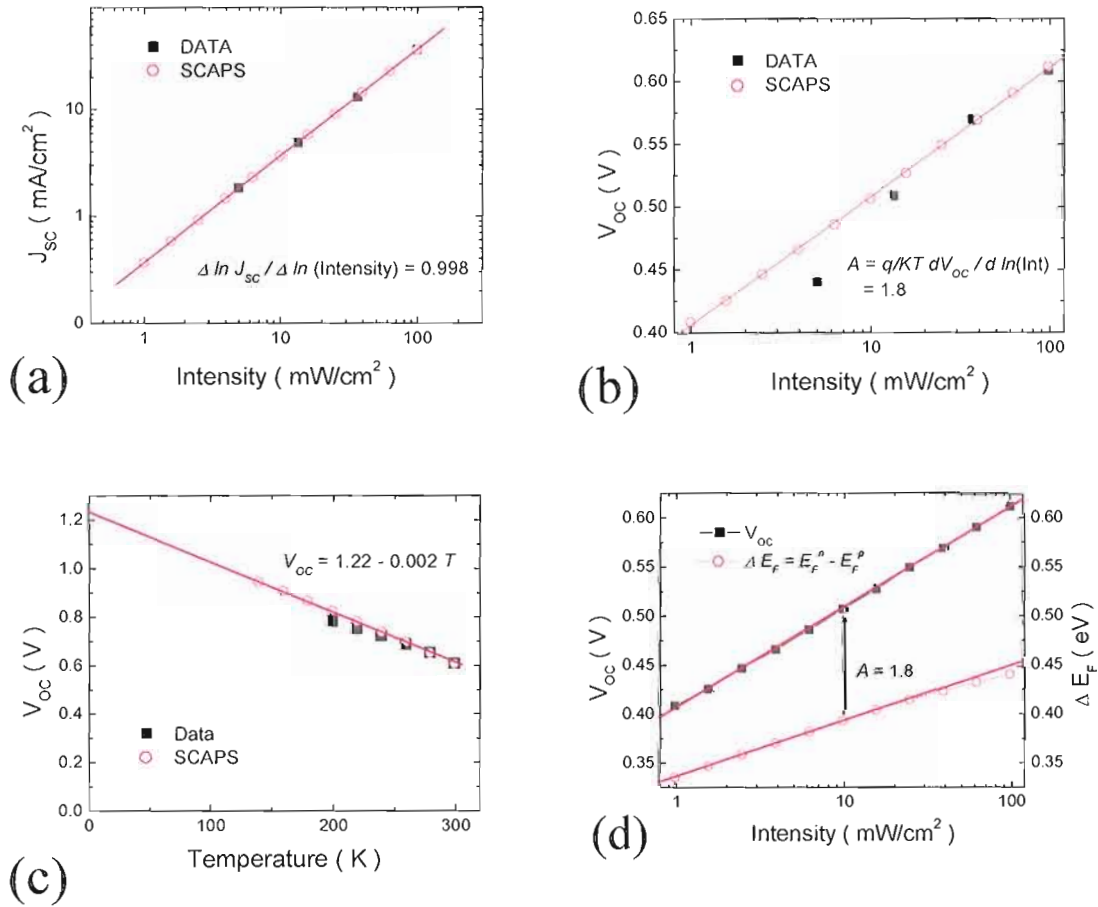 DATA
SCAPS
10
1
0
J_SC ( mA/cm² )
Δ ln J_sc / Δ ln (Intensity) = 0.998
1 10 100
Intensity ( mW/cm² )
(a)
0.65
0.60
0.55
0.50
0.45
0.40
V_OC ( V )
DATA
SCAPS
A = q/KT dV_oc / d ln(Int)
= 1.8
1 10 100
Intensity ( mW/cm² )
(b)
1.2
1.0
0.8
0.6
0.4
0.2
0.0
V_OC ( V )
V_oc = 1.22 - 0.002 T
Data
SCAPS
0 100 200 300
Temperature ( K )
(c)
0.60
0.55
0.50
0.45
0.40
0.35
V_OC ( V )
V_oc
Δ E_F = E_F^n - E_F^p
A = 1.8
0.60
0.55
0.50
0.45
0.40
0.35
Δ E_F ( eV )
1 10 100
Intensity ( mW/cm² )
(d)